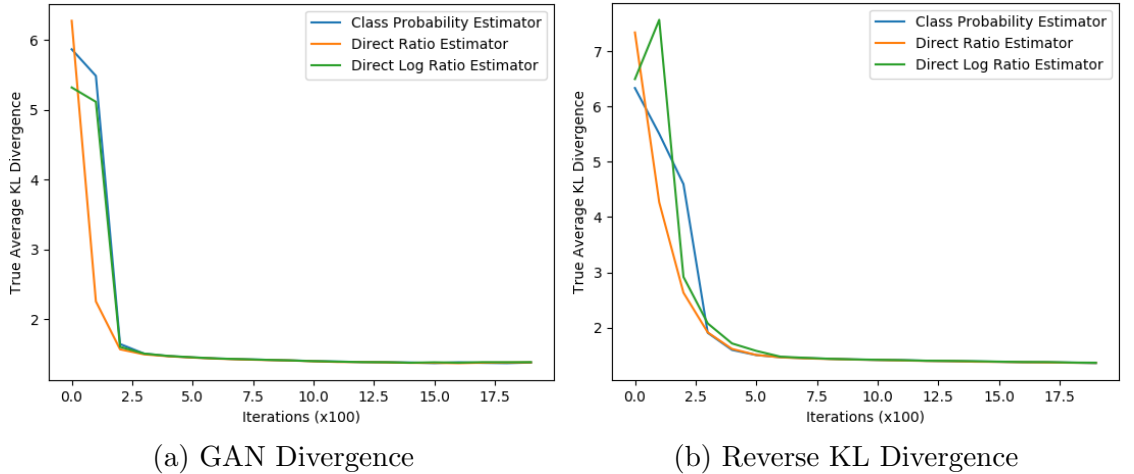 Class Probability Estimator
Direct Ratio Estimator
Direct Log Ratio Estimator
True Average KL Divergence
6
5
4
3
2
0.0 2.5 5.0 7.5 10.0 12.5 15.0 17.5
Iterations (x100)
(a) GAN Divergence
Class Probability Estimator
Direct Ratio Estimator
Direct Log Ratio Estimator
True Average KL Divergence
7
6
5
4
3
2
0.0 2.5 5.0 7.5 10.0 12.5 15.0 17.5
Iterations (x100)
(b) Reverse KL Divergence